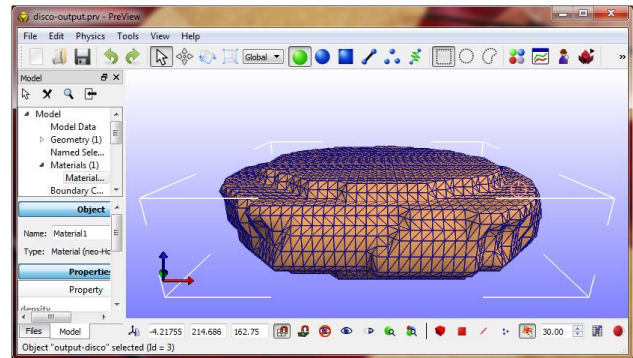 disco-output.prv - PreView
File Edit Physics Tools View Help
Global
Model
Model
Model Data
Geometry (1)
Named Sele...
Materials (1)
Material...
Boundary C...
Object
Name: Material1
Type: Material (neo-Hc
Propertie
Property
density
Files Model
-4.21755 214.686 162.75
30.00
Object "output-disco" selected (Id = 3)